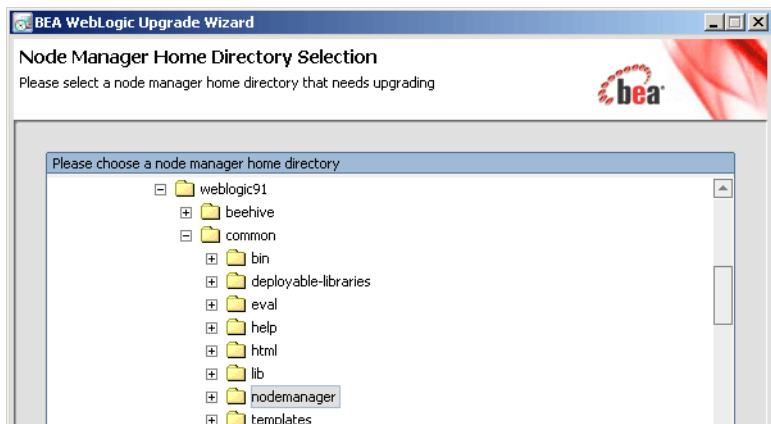 BEA WebLogic Upgrade Wizard
Node Manager Home Directory Selection
Please select a node manager home directory that needs upgrading
bea
Please choose a node manager home directory
weblogic91
beehive
common
bin
deployable-libraries
eval
help
html
lib
nodemanager
templates